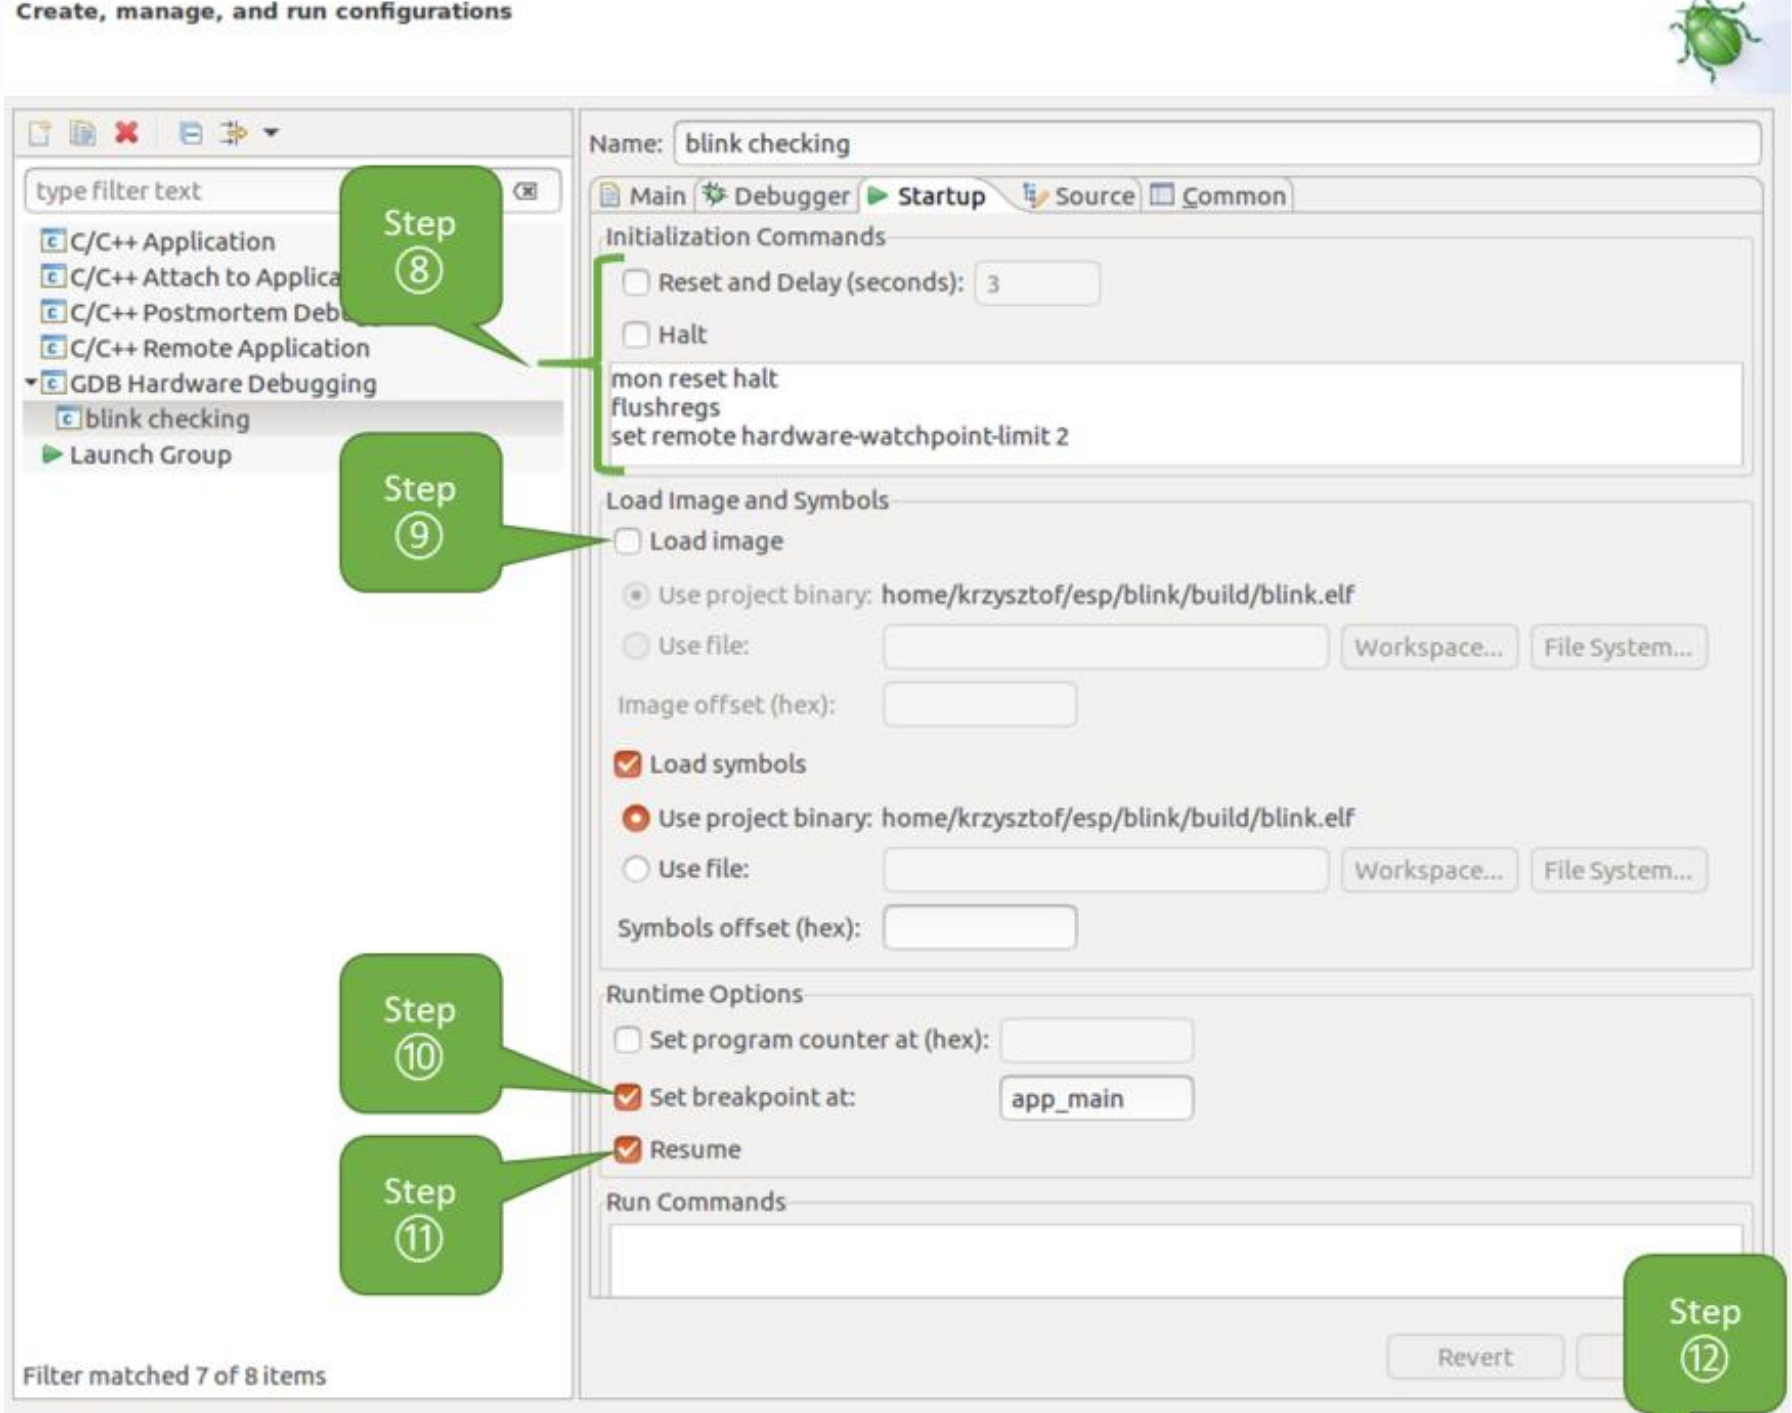 Create, manage, and run configurations
type filter text
C/C++ Application
C/C++ Attach to Applica
C/C++ Postmortem Deb
C/C++ Remote Application
GDB Hardware Debugging
blink checking
Launch Group
Filter matched 7 of 8 items
Step
⑧
Step
⑨
Step
⑩
Step
⑪
Name: blink checking
Main Debugger Startup Source Common
Initialization Commands
Reset and Delay (seconds): 3
Halt
mon reset halt
flushregs
set remote hardware-watchpoint-limit 2
Load Image and Symbols
Load image
Use project binary: home/krzysztof/esp/blink/build/blink.elf
Use file: Workspace... File System...
Image offset (hex):
Load symbols
Use project binary: home/krzysztof/esp/blink/build/blink.elf
Use file: Workspace... File System...
Symbols offset (hex):
Runtime Options
Set program counter at (hex):
Set breakpoint at: app_main
Resume
Run Commands
Revert
Step
⑫